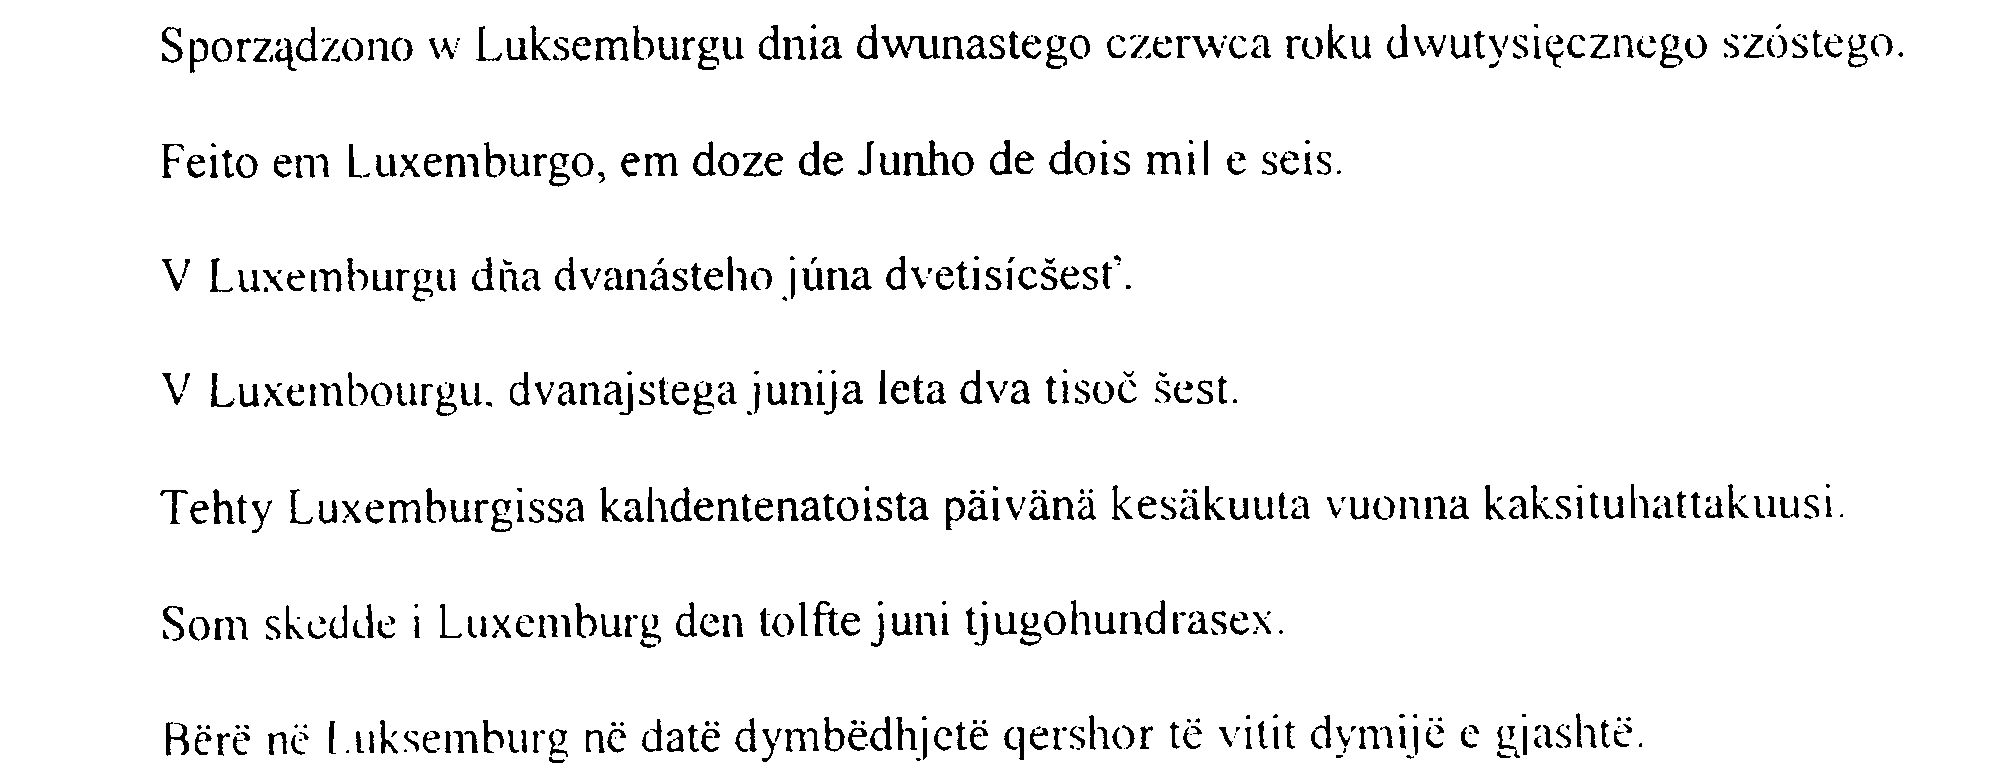 Sporządzono w Luksemburgu dnia dwunastego czerwca roku dwutysięcznego szóstego.
Feito em Luxemburgo, em doze de Junho de dois mil e seis.
V Luxemburgu dňa dvanásteho júna dvetisícšesť.
V Luxembourgu, dvanajstega junija leta dva tisoč šest.
Tehty Luxemburgissa kahdentenatoista päivänä kesäkuuta vuonna kaksituhattakuusi.
Som skedde i Luxemburg den tolfte juni tjugohundrasex.
Bërë në Luksemburg në datë dymbëdhjetë qershor të vitit dymijë e gjashtë.